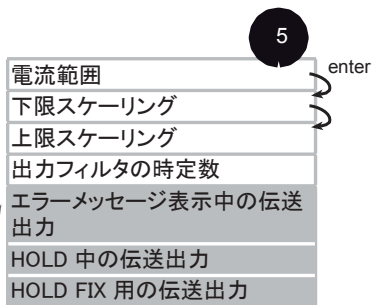 5
enter
電流範囲
下限スケーリング
上限スケーリング
出力フィルタの時定数
エラーメッセージ表示中の伝送
出力
HOLD 中の伝送出力
HOLD FIX 用の伝送出力